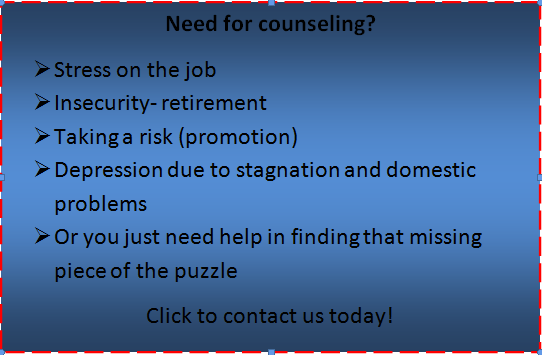 Need for counseling?
➢ Stress on the job
➢ Insecurity- retirement
➢ Taking a risk (promotion)
➢ Depression due to stagnation and domestic
problems
➢ Or you just need help in finding that missing
piece of the puzzle
Click to contact us today!